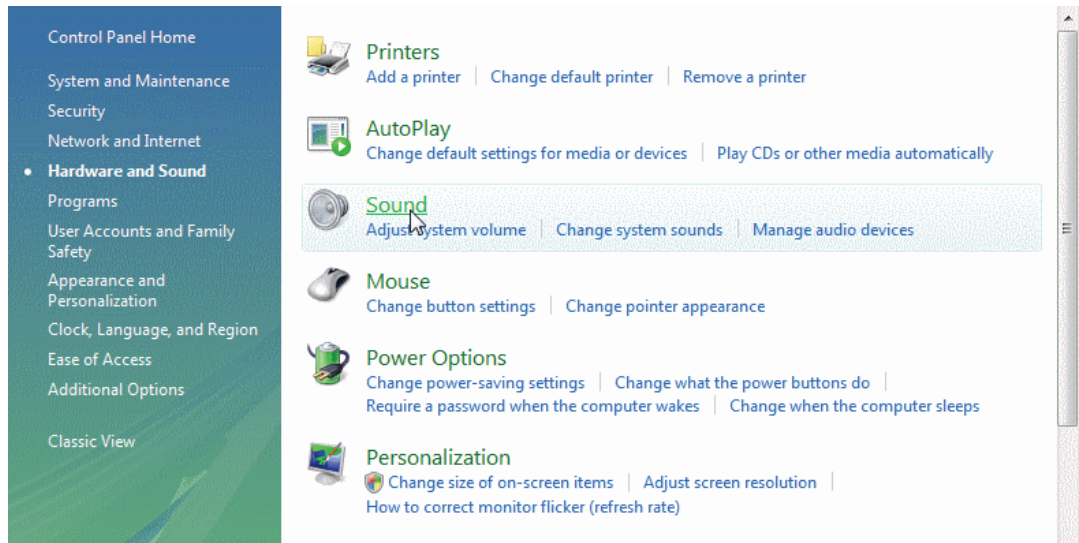 Control Panel Home
System and Maintenance
Security
Network and Internet
Hardware and Sound
Programs
User Accounts and Family
Safety
Appearance and
Personalization
Clock, Language, and Region
Ease of Access
Additional Options
Classic View
Printers
Add a printer | Change default printer | Remove a printer
AutoPlay
Change default settings for media or devices | Play CDs or other media automatically
Sound
Adjust system volume | Change system sounds | Manage audio devices
Mouse
Change button settings | Change pointer appearance
Power Options
Change power-saving settings | Change what the power buttons do |
Require a password when the computer wakes | Change when the computer sleeps
Personalization
Change size of on-screen items | Adjust screen resolution |
How to correct monitor flicker (refresh rate)